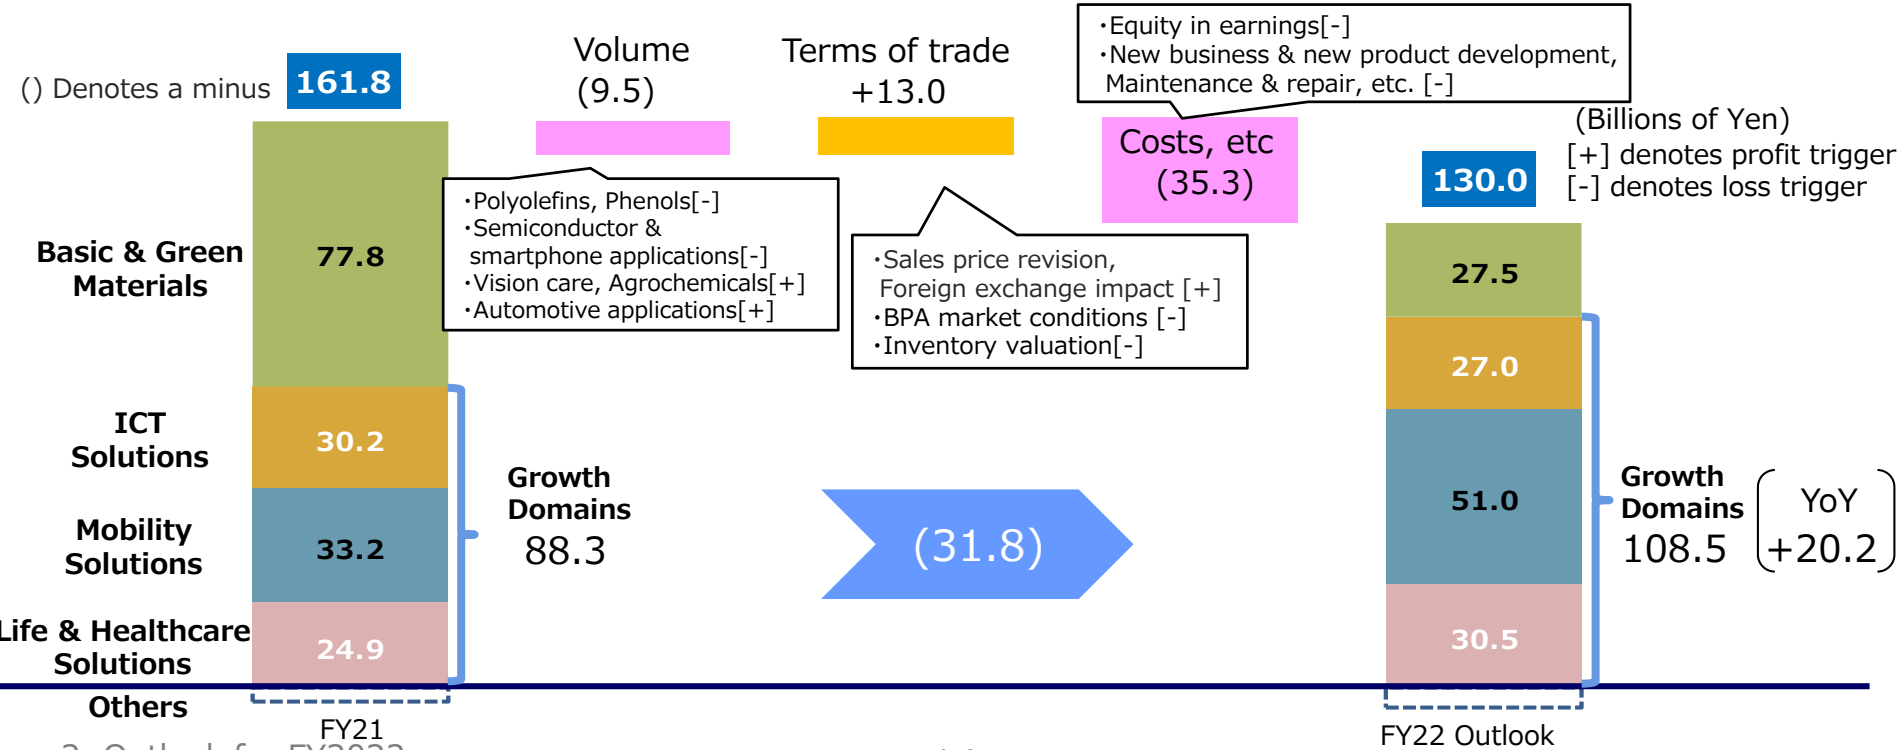 () Denotes a minus
161.8
Volume
(9.5)
Terms of trade
+13.0
・Equity in earnings[-]
・New business & new product development,
Maintenance & repair, etc. [-]
Costs, etc
(35.3)
(Billions of Yen)
[+] denotes profit trigger
[-] denotes loss trigger
130.0
・Polyolefins, Phenols[-]
・Semiconductor &
smartphone applications[-]
・Vision care, Agrochemicals[+]
・Automotive applications[+]
・Sales price revision,
Foreign exchange impact [+]
・BPA market conditions [-]
・Inventory valuation[-]
Basic & Green
Materials
77.8
27.5
ICT
Solutions
30.2
27.0
Mobility
Solutions
33.2
51.0
Life & Healthcare
Solutions
24.9
30.5
Growth
Domains
88.3
(31.8)
Growth
Domains
108.5
YoY
+20.2
Others
FY21
FY22 Outlook